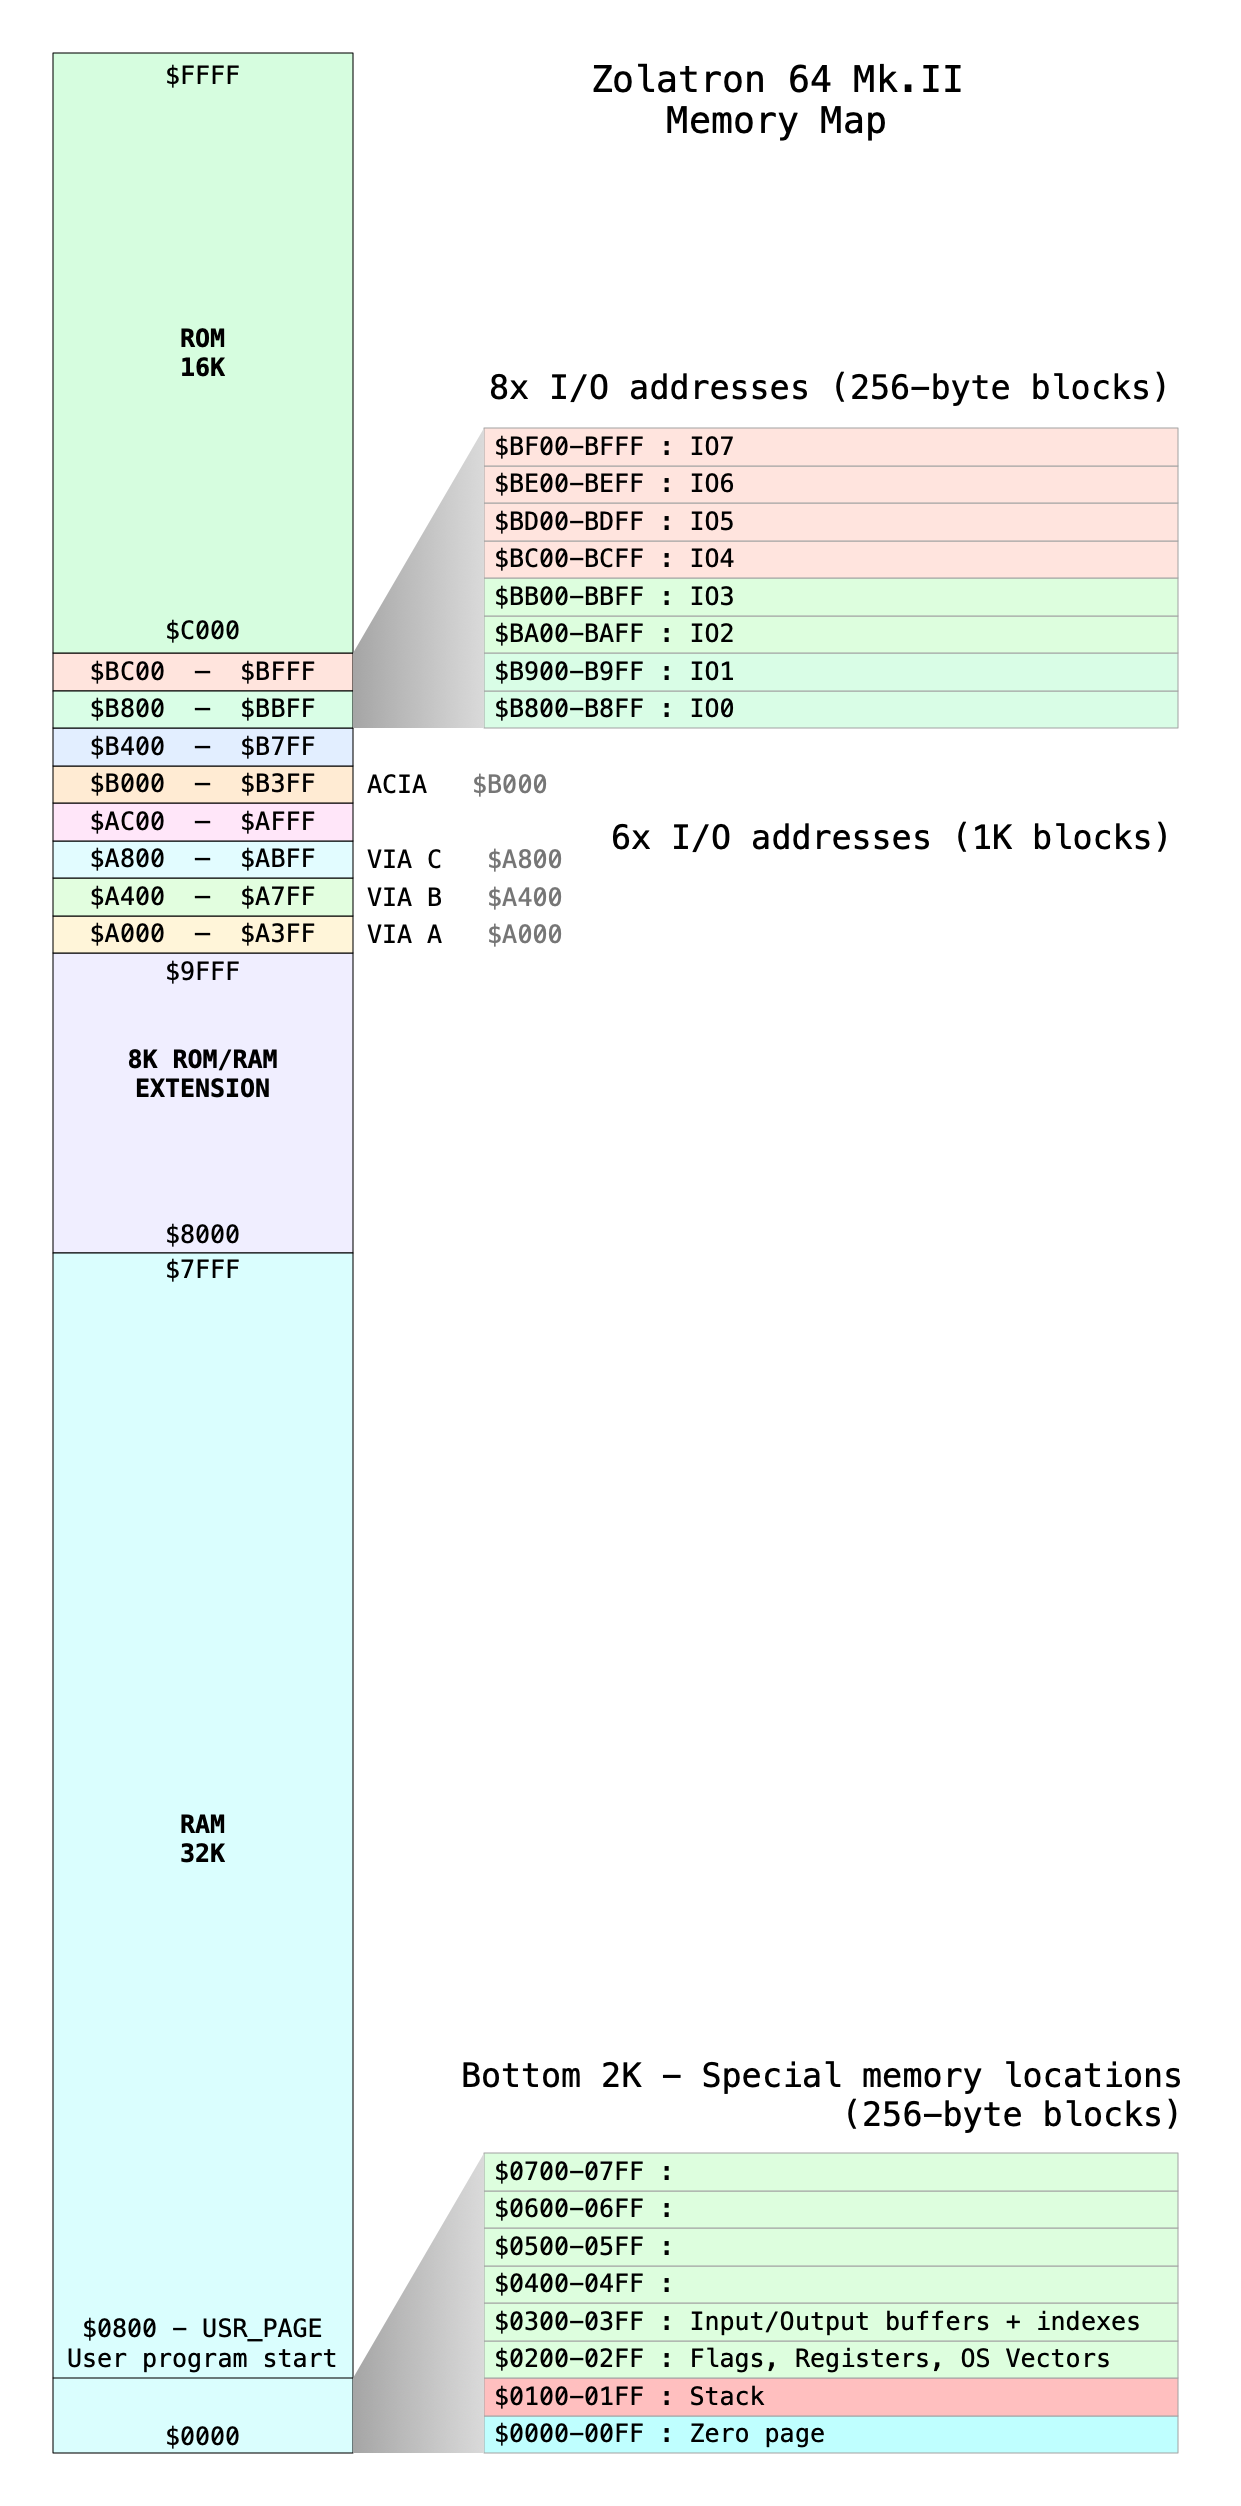 $FFFF
Zolatron 64 Mk.II
Memory Map
ROM
16K
8x I/O addresses (256–byte blocks)
$BF00–BFFF : IO7
$BE00–BEFF : IO6
$BD00–BDFF : IO5
$BC00–BCFF : IO4
$BB00–BBFF : IO3
$BA00–BAFF : IO2
$B900–B9FF : IO1
$B800–B8FF : IO0
$C000
$BC00 – $BFFF
$B800 – $BBFF
$B400 – $B7FF
$B000 – $B3FF ACIA $B000
$AC00 – $AFFF
6x I/O addresses (1K blocks)
$A800 – $ABFF VIA C $A800
$A400 – $A7FF VIA B $A400
$A000 – $A3FF VIA A $A000
$9FFF
8K ROM/RAM
EXTENSION
$8000
$7FFF
RAM
32K
Bottom 2K – Special memory locations
(256–byte blocks)
$0700–07FF :
$0600–06FF :
$0500–05FF :
$0400–04FF :
$0300–03FF : Input/Output buffers + indexes
$0200–02FF : Flags, Registers, OS Vectors
$0100–01FF : Stack
$0000–00FF : Zero page
$0800 – USR_PAGE
User program start
$0000